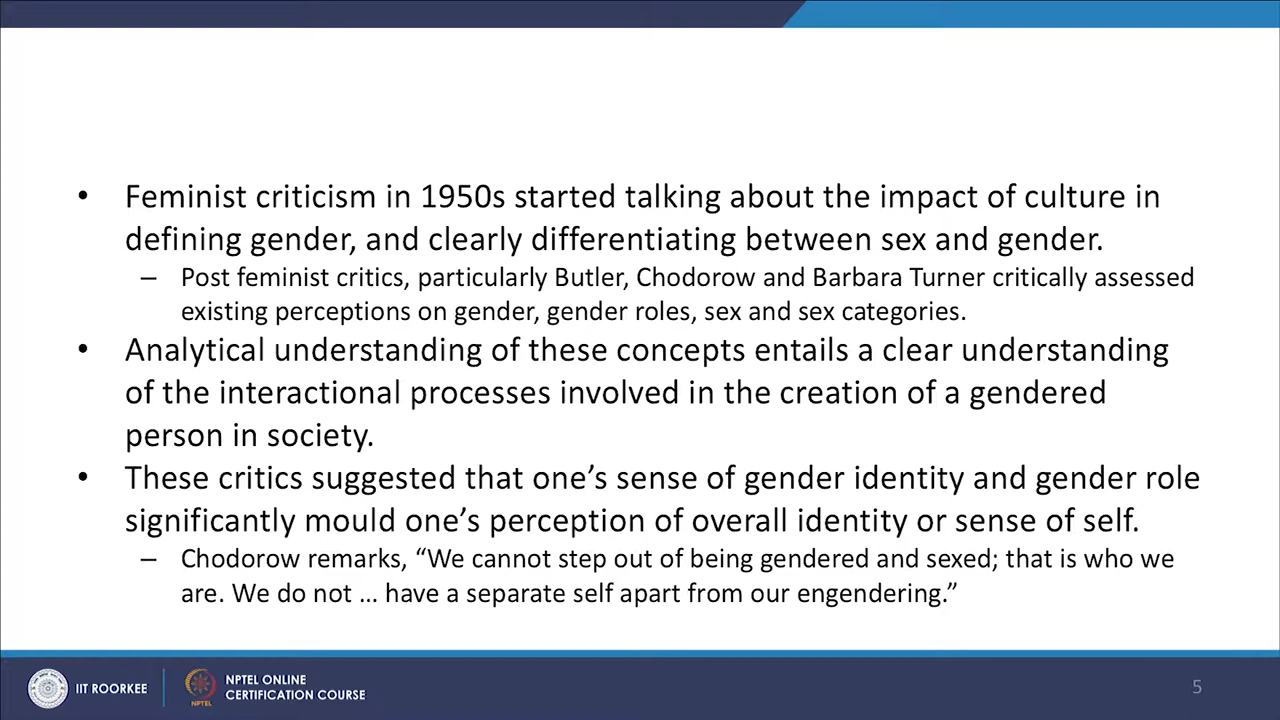 • Feminist criticism in 1950s started talking about the impact of culture in
defining gender, and clearly differentiating between sex and gender.
– Post feminist critics, particularly Butler, Chodorow and Barbara Turner critically assessed
existing perceptions on gender, gender roles, sex and sex categories.
• Analytical understanding of these concepts entails a clear understanding
of the interactional processes involved in the creation of a gendered
person in society.
• These critics suggested that one’s sense of gender identity and gender role
significantly mould one’s perception of overall identity or sense of self.
– Chodorow remarks, “We cannot step out of being gendered and sexed; that is who we
are. We do not ... have a separate self apart from our engendering.”
IIT ROORKEE
NPTEL
NPTEL ONLINE
CERTIFICATION COURSE
5